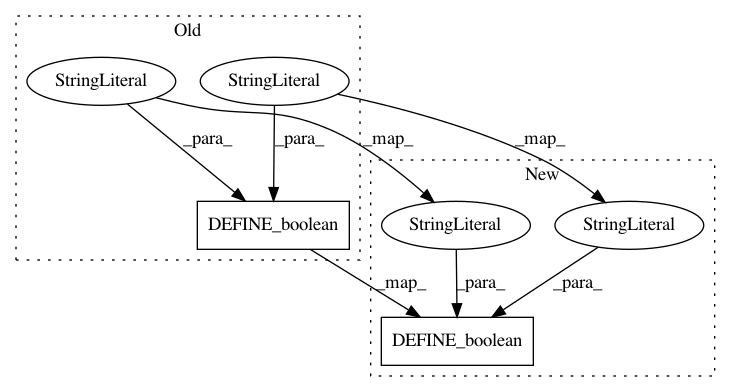 Old
StringLiteral StringLiteral
_para_ _para_ _map_ _map_
New
DEFINE_boolean StringLiteral StringLiteral
_map_ _para_ _para_
DEFINE_boolean